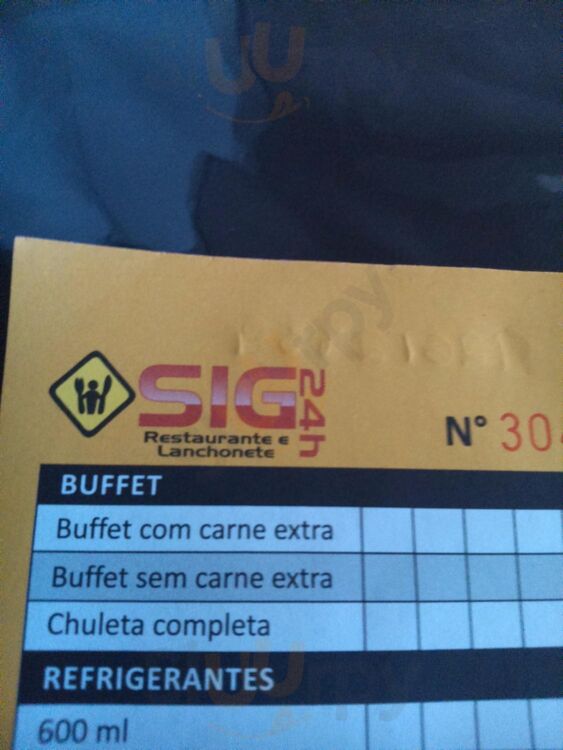 SIG 24h
Restaurante e
Lanchonete
N° 30
BUFFET
Buffet com carne extra
Buffet sem carne extra
Chuleta completa
REFRIGERANTES
600 ml